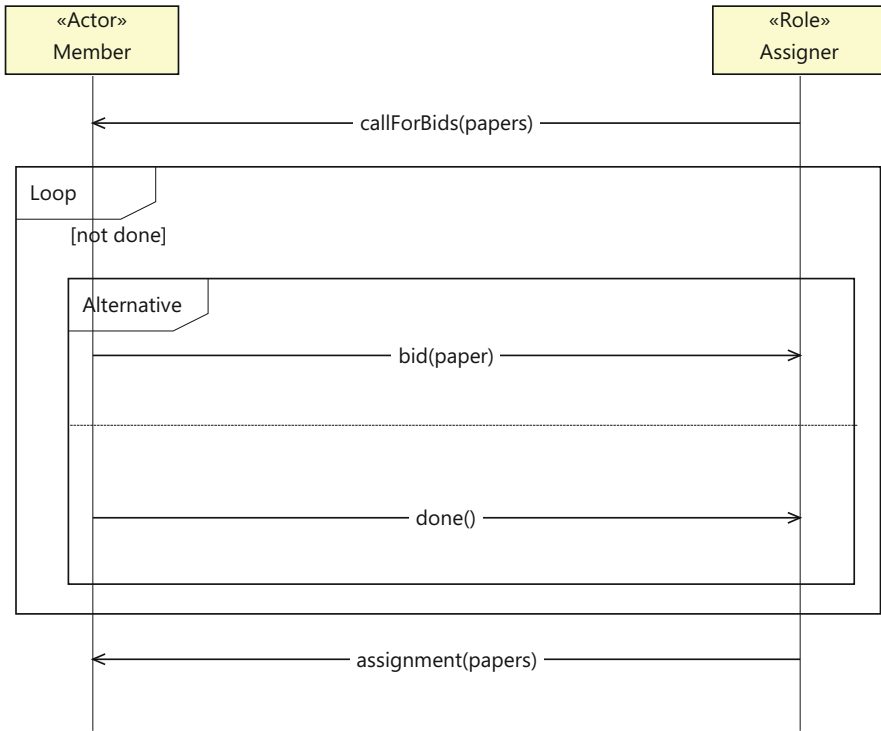 «Actor»
Member
«Role»
Assigner
callForBids(papers)
Loop
[not done]
Alternative
bid(paper)
done()
assignment(papers)